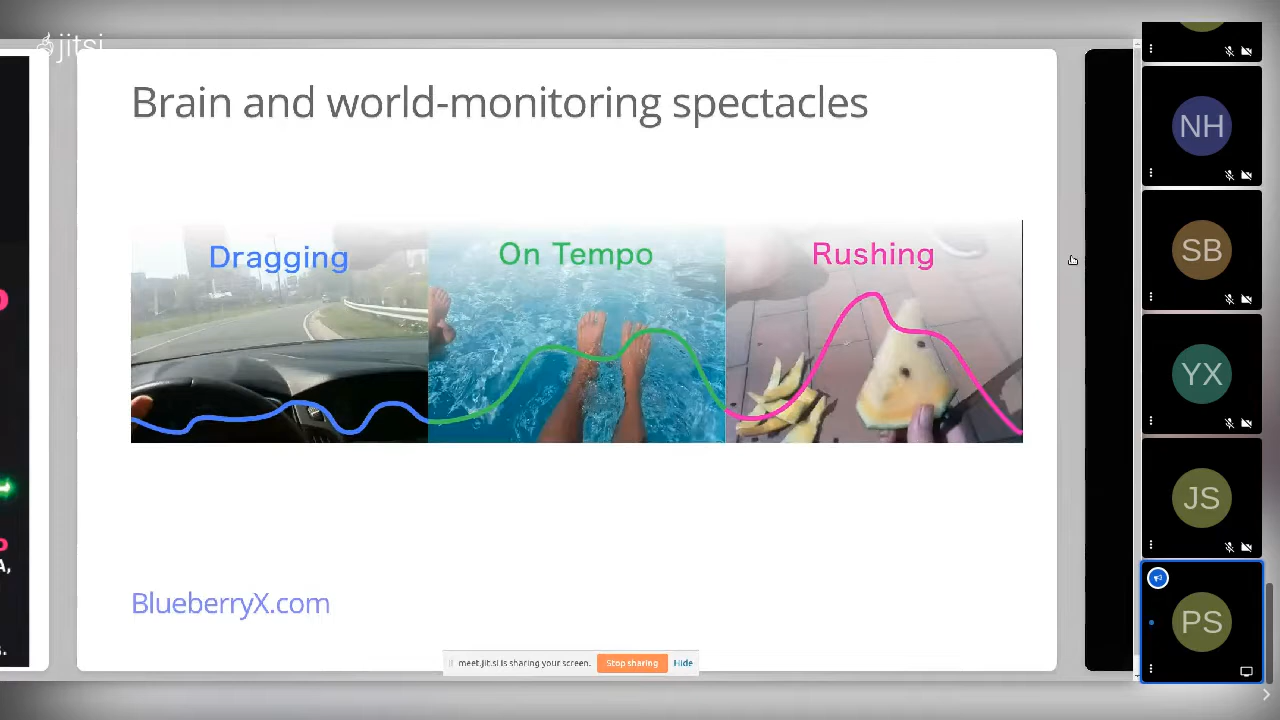 jitsi
Brain and world-monitoring spectacles
Dragging
On Tempo
Rushing
BlueberryX.com
meet.jit.si is sharing your screen.
Stop sharing
Hide
NH
SB
YX
JS
PS